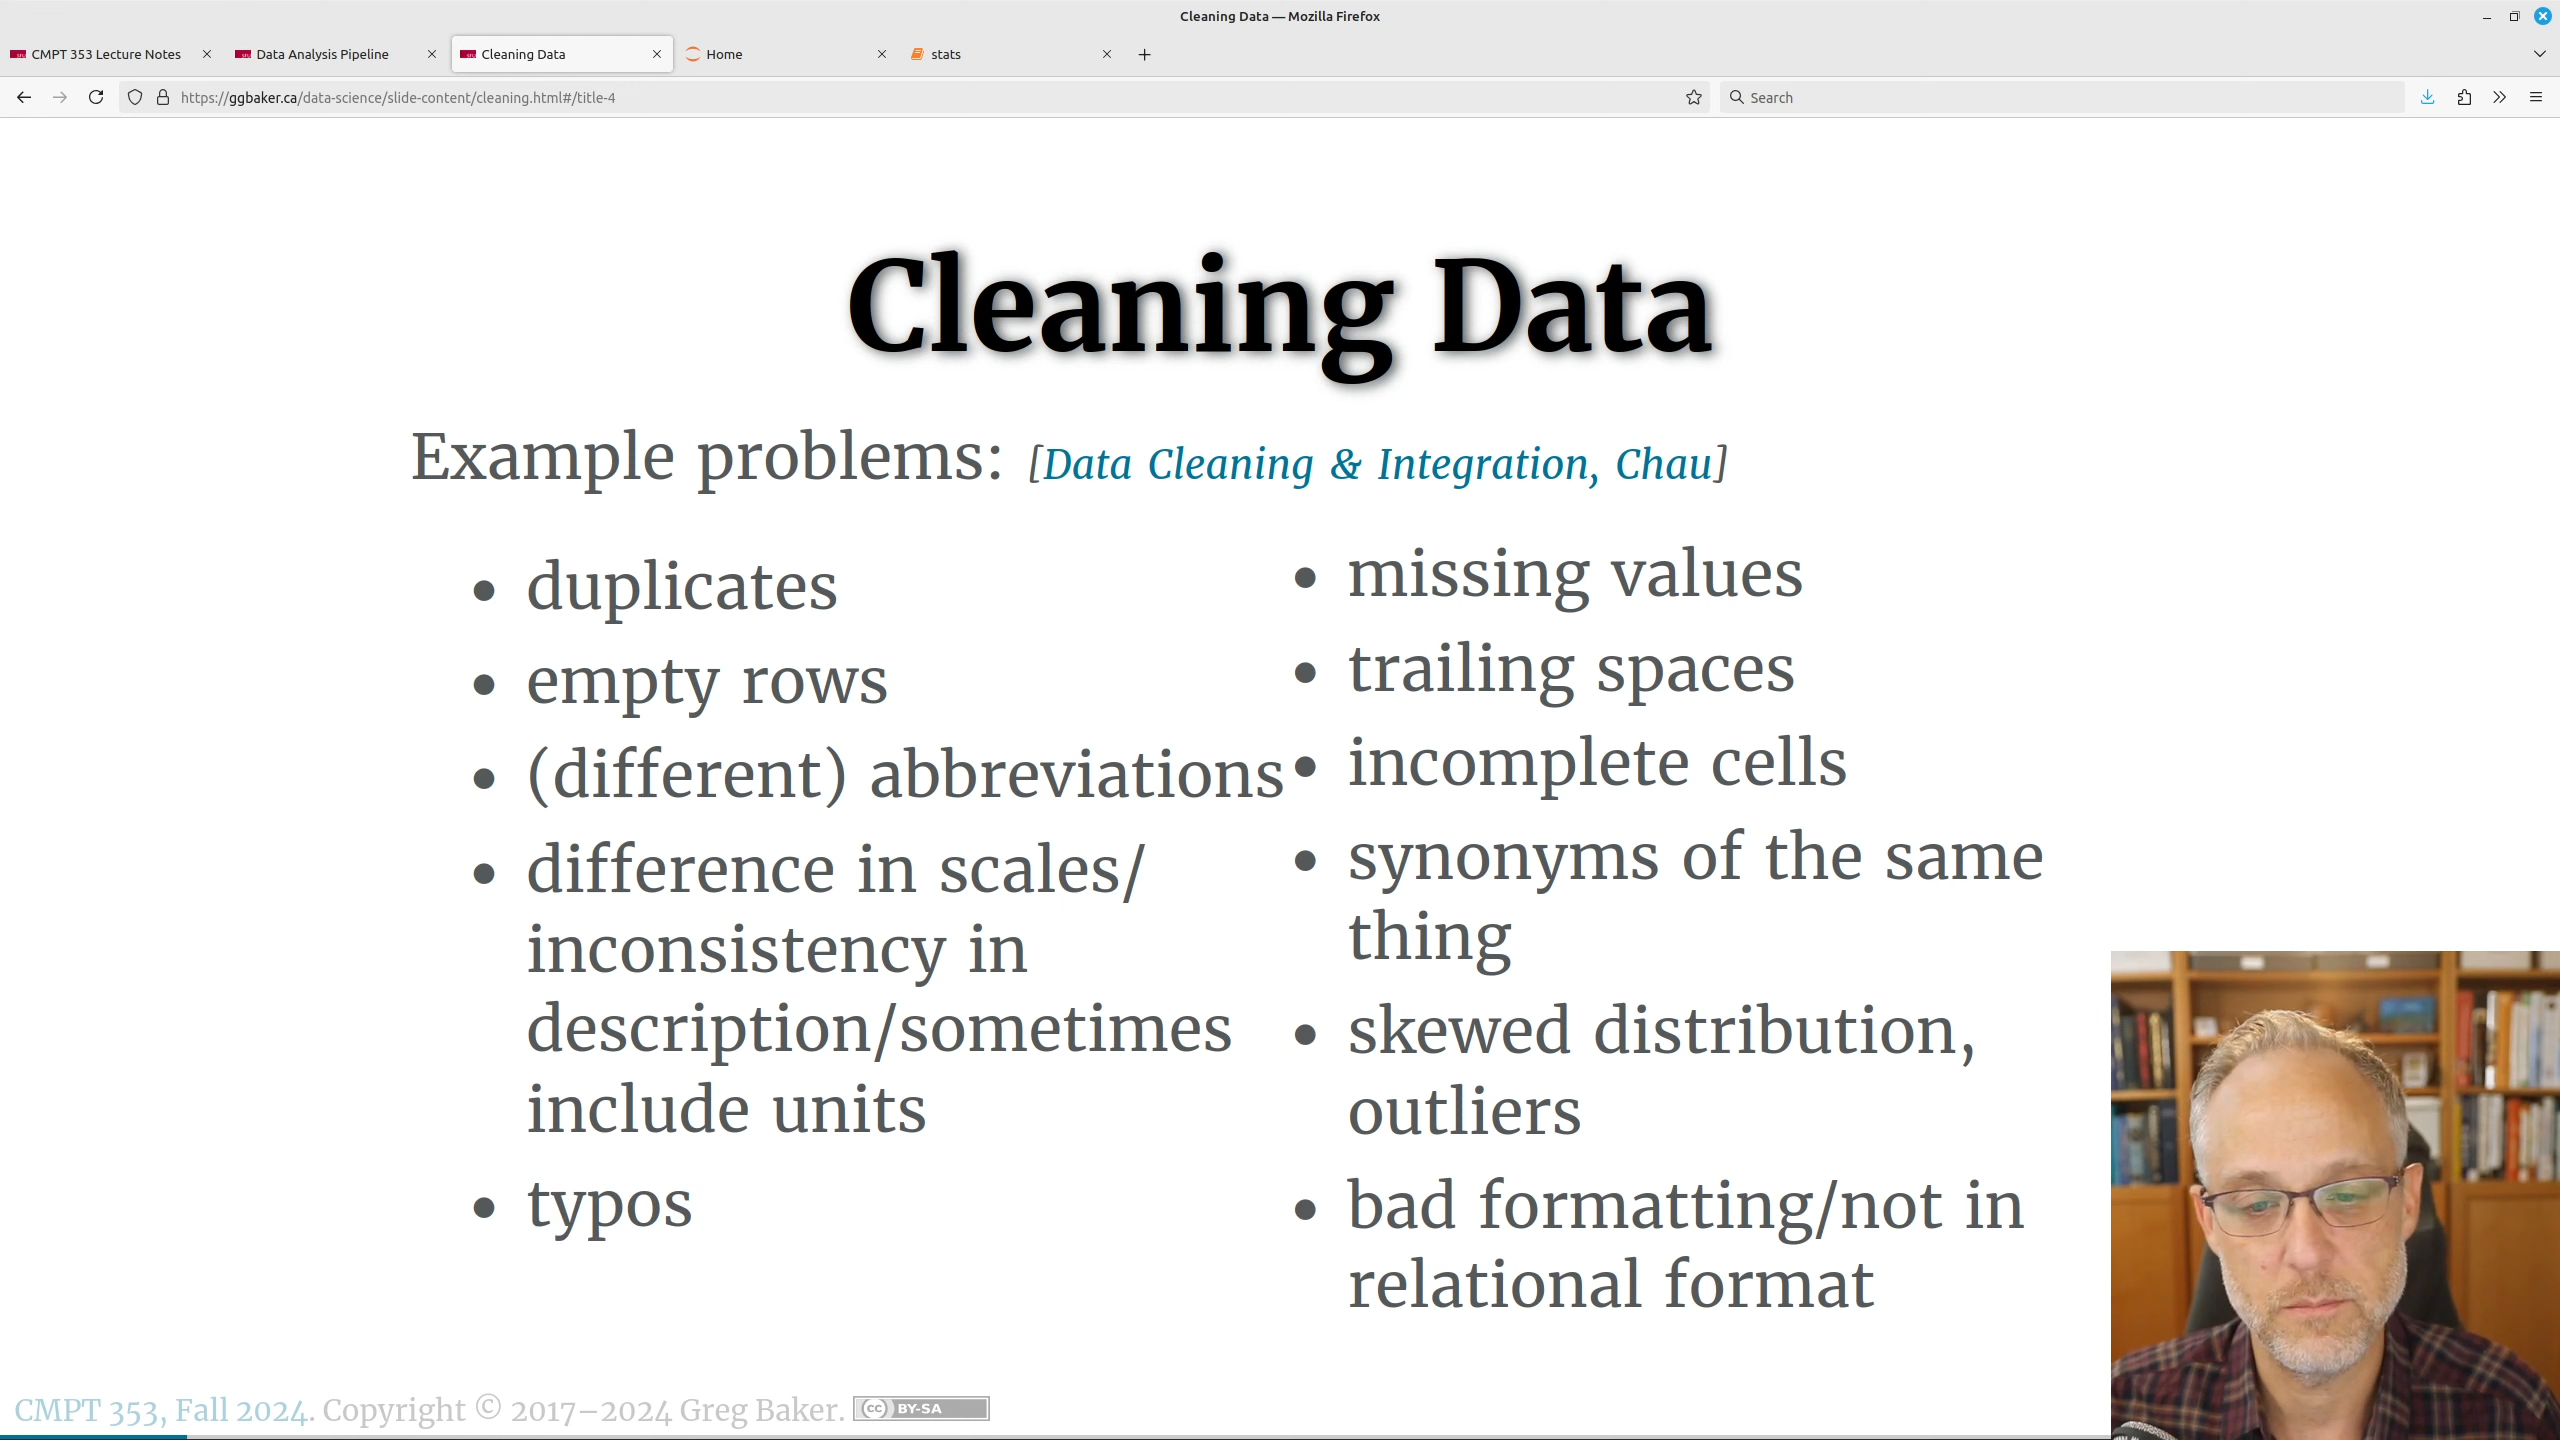 Cleaning Data — Mozilla Firefox
CMPT 353 Lecture Notes
Data Analysis Pipeline
Cleaning Data
Home
stats
https://ggbaker.ca/data-science/slide-content/cleaning.html#/title-4
Search
Cleaning Data
Example problems: [Data Cleaning & Integration, Chau]
• duplicates
• empty rows
• (different) abbreviations
• difference in scales/
inconsistency in
description/sometimes
include units
• typos
• missing values
• trailing spaces
• incomplete cells
• synonyms of the same
thing
• skewed distribution,
outliers
• bad formatting/not in
relational format
CMPT 353, Fall 2024. Copyright © 2017–2024 Greg Baker. cc BY-SA